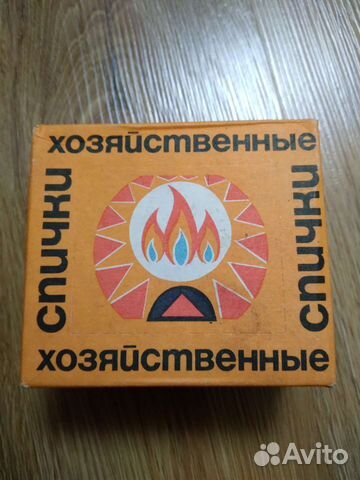 хозяйственные
спички
спички
хозяйственные
Avito